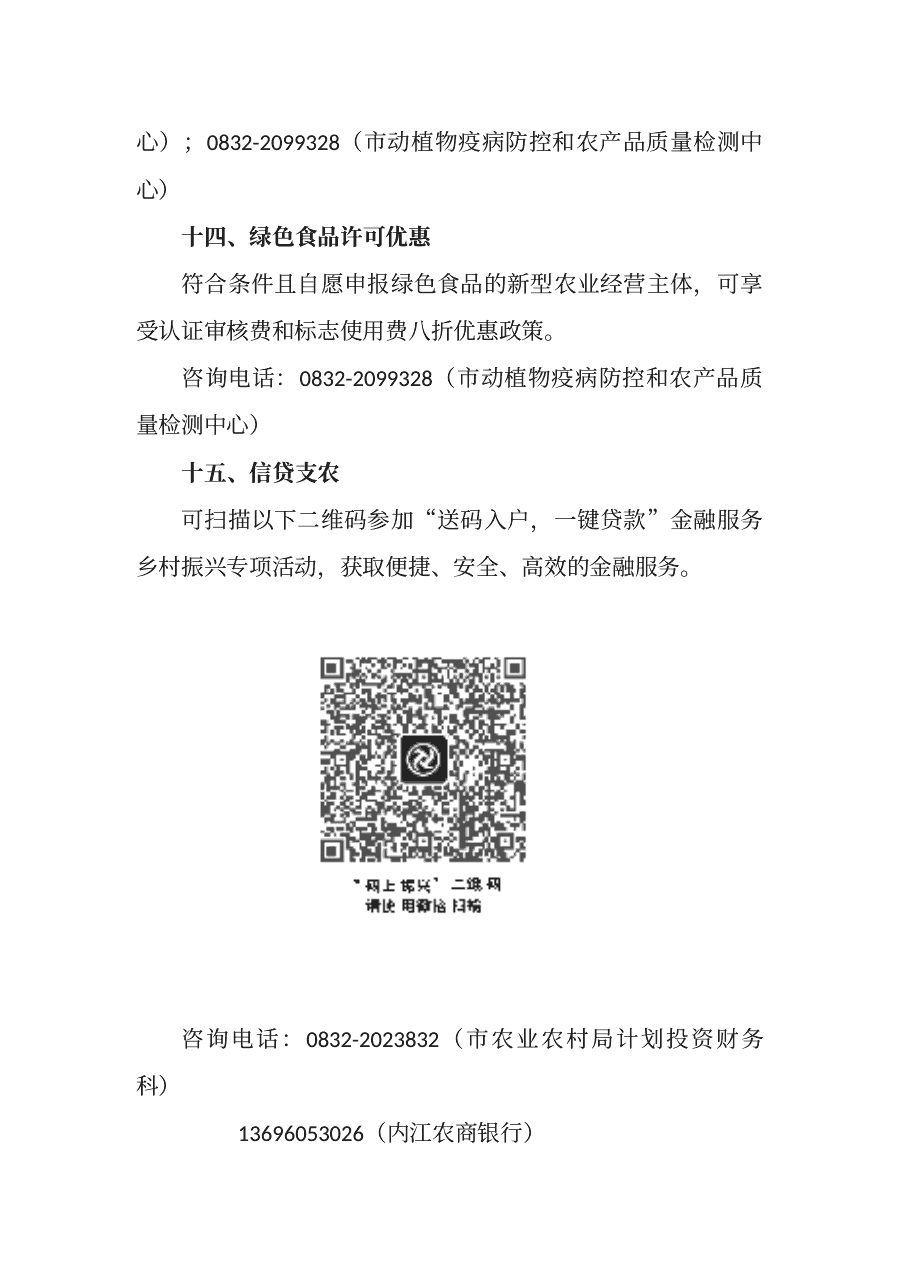 心）；0832-2099328（市动植物疫病防控和农产品质量检测中
心）
十四、绿色食品许可优惠
符合条件且自愿申报绿色食品的新型农业经营主体，可享
受认证审核费和标志使用费八折优惠政策。
咨询电话：0832-2099328（市动植物疫病防控和农产品质
量检测中心）
十五、信贷支农
可扫描以下二维码参加“送码入户，一键贷款”金融服务
乡村振兴专项活动，获取便捷、安全、高效的金融服务。
咨询电话：0832-2023832（市农业农村局计划投资财务
科）
13696053026（内江农商银行）